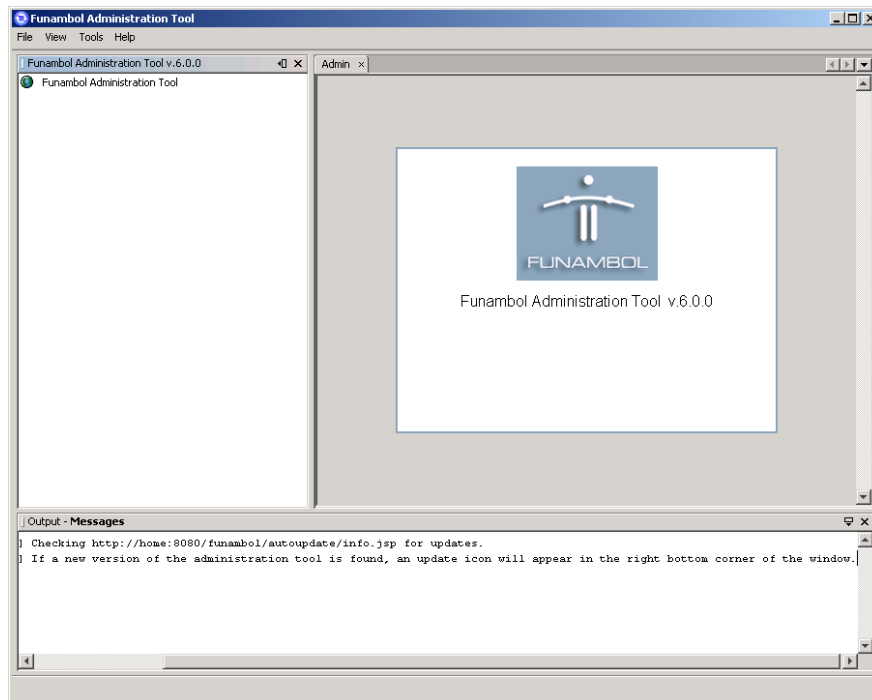 Funambol Administration Tool
File View Tools Help
Funambol Administration Tool v.6.0.0
Funambol Administration Tool
Admin
FUNAMBOL
Funambol Administration Tool v.6.0.0
Output - Messages
] Checking http://home:8080/funambol/autoupdate/info.jsp for updates.
] If a new version of the administration tool is found, an update icon will appear in the right bottom corner of the window.